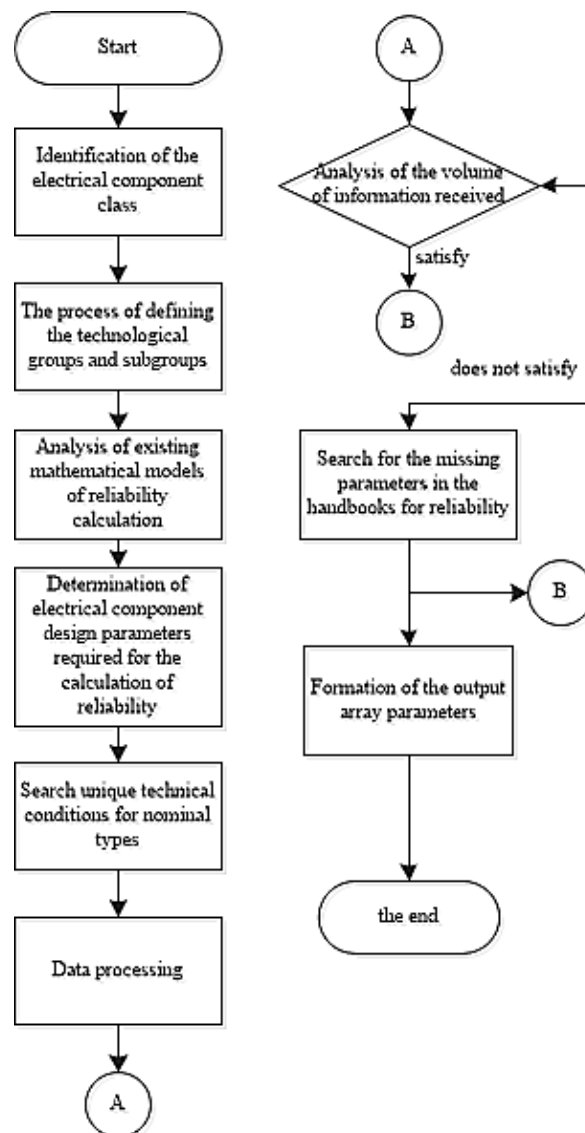 Start
Identification of the
electrical component
class
The process of defining
the technological
groups and subgroups
Analysis of existing
mathematical models
of reliability
calculation
Determination of
electrical component
design parameters
required for the
calculation of
reliability
Search unique technical
conditions for nominal
types
Data processing
A
A
Analysis of the volume
of information received
satisfy
B
does not satisfy
Search for the missing
parameters in the
handbooks for reliability
B
Formation of the output
array parameters
the end